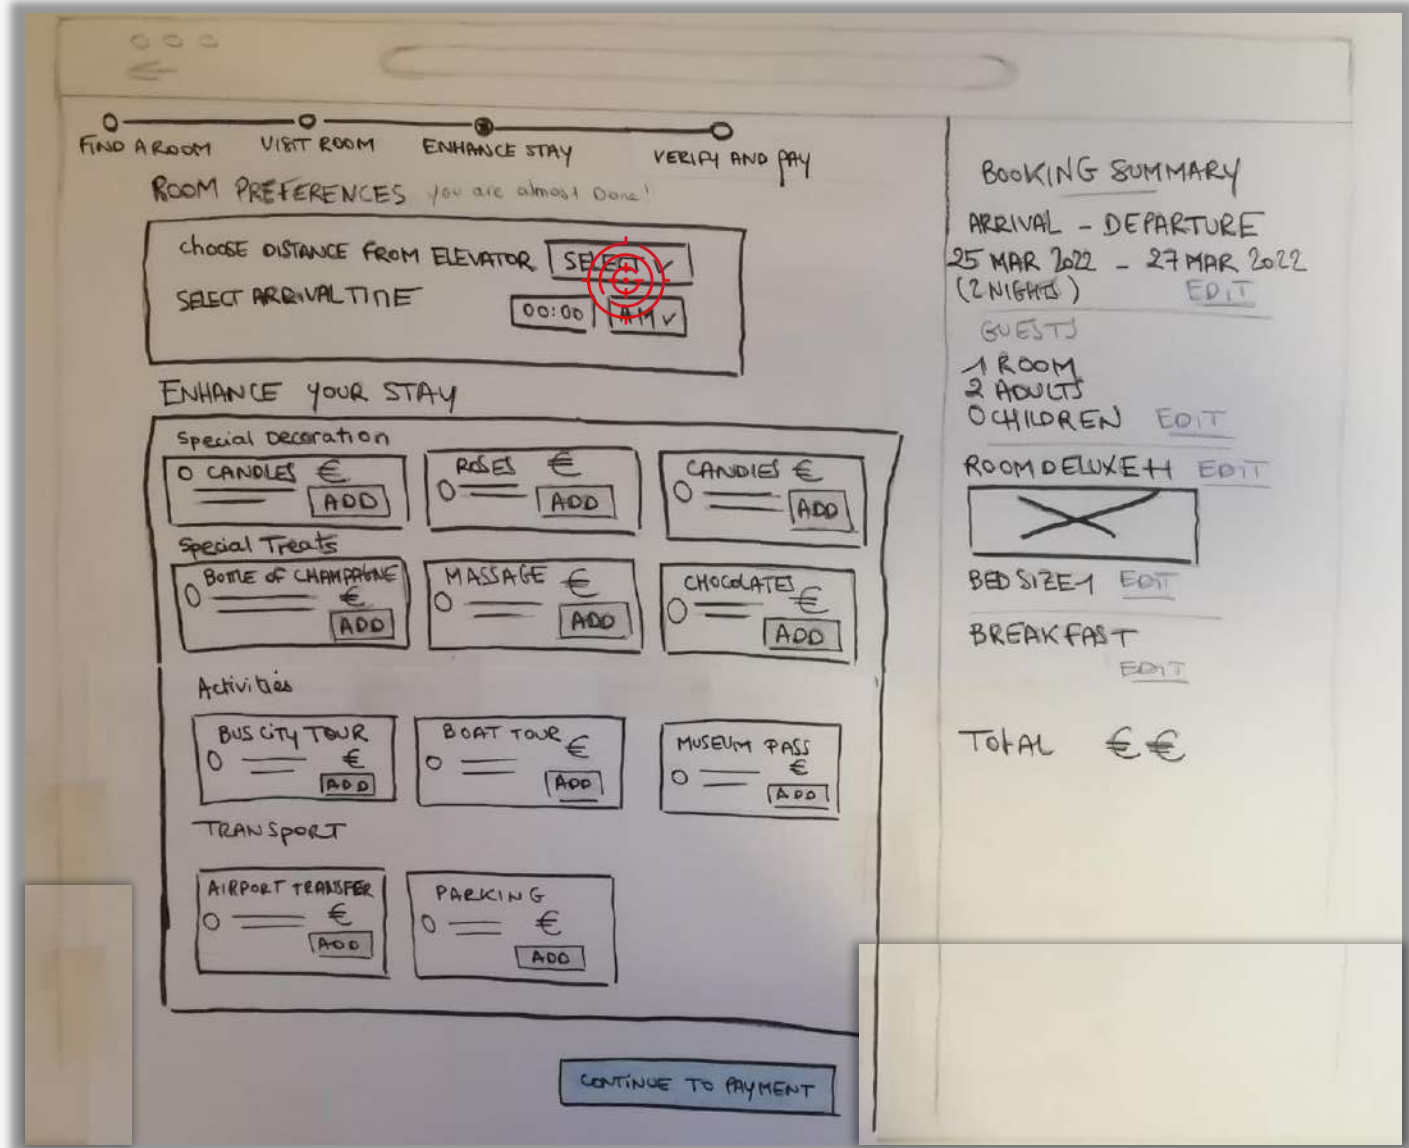 FIND A ROOM
VISIT ROOM
ENHANCE STAY
VERIFY AND PAY
ROOM PREFERENCES you are almost Done!
choose DISTANCE FROM ELEVATOR SELECT
SELECT ARRIVAL TIME 00:00 AM
ENHANCE YOUR STAY
Special Decoration
CANDLES €
ADD
ROSES €
ADD
CANDIES €
ADD
Special Treats
BOTTLE OF CHAMPAGNE
€
ADD
MASSAGE €
ADD
CHOCOLATES €
ADD
Activities
BUS CITY TOUR
€
ADD
BOAT TOUR €
ADD
MUSEUM PASS
€
ADD
TRANSPORT
AIRPORT TRANSFER
€
ADD
PARKING
€
ADD
CONTINUE TO PAYMENT
BOOKING SUMMARY
ARRIVAL - DEPARTURE
25 MAR 2022 - 27 MAR 2022
(2 NIGHTS) EDIT
GUESTS
1 ROOM
2 ADULTS
0 CHILDREN EDIT
ROOM DELUXE ++ EDIT
BED SIZE 1 EDIT
BREAKFAST
EDIT
TOTAL €€